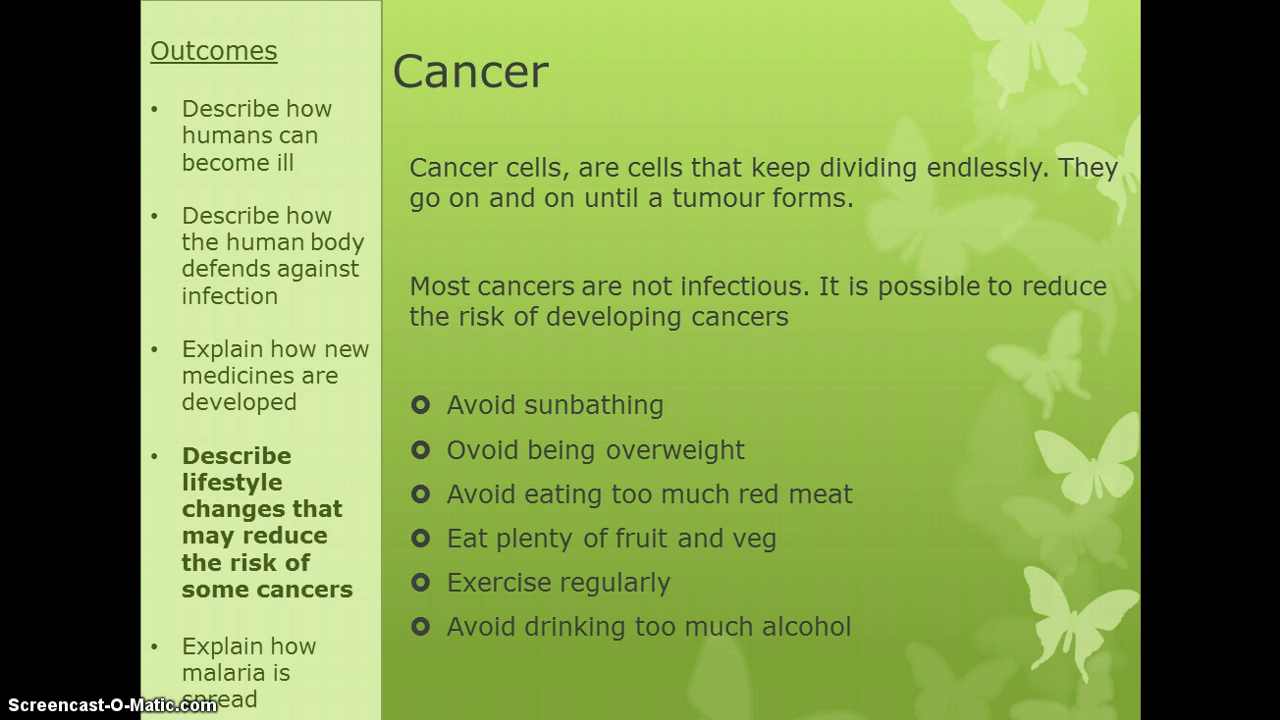 Outcomes
• Describe how
humans can
become ill
• Describe how
the human body
defends against
infection
• Explain how new
medicines are
developed
• Describe
lifestyle
changes that
may reduce
the risk of
some cancers
• Explain how
malaria is
spread
Cancer
Cancer cells, are cells that keep dividing endlessly. They
go on and on until a tumour forms.
Most cancers are not infectious. It is possible to reduce
the risk of developing cancers
Avoid sunbathing
Ovoid being overweight
Avoid eating too much red meat
Eat plenty of fruit and veg
Exercise regularly
Avoid drinking too much alcohol
Screencast-O-Matic.com